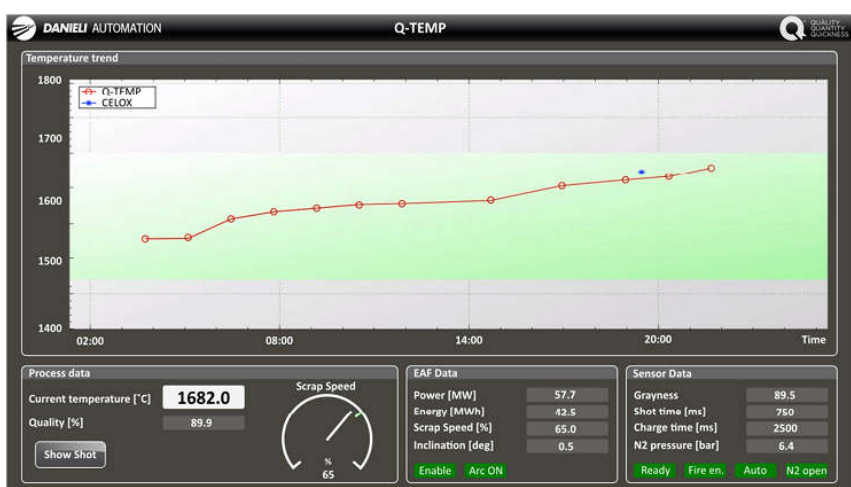 DANIELI AUTOMATION
Q-TEMP
QUALITY
QUANTITY
QUICKNESS
Temperature trend
1800
Q-TEMP
CELOX
1700
1600
1500
1400
02:00 08:00 14:00 20:00 Time
Process data
Current temperature [°C] 1682.0
Quality [%] 89.9
Show Shot
Scrap Speed
%
65
EAF Data
Power [MW] 57.7
Energy [MWh] 42.5
Scrap Speed [%] 65.0
Inclination [deg] 0.5
Enable Arc ON
Sensor Data
Grayness 89.5
Shot time [ms] 750
Charge time [ms] 2500
N2 pressure [bar] 6.4
Ready Fire en. Auto N2 open